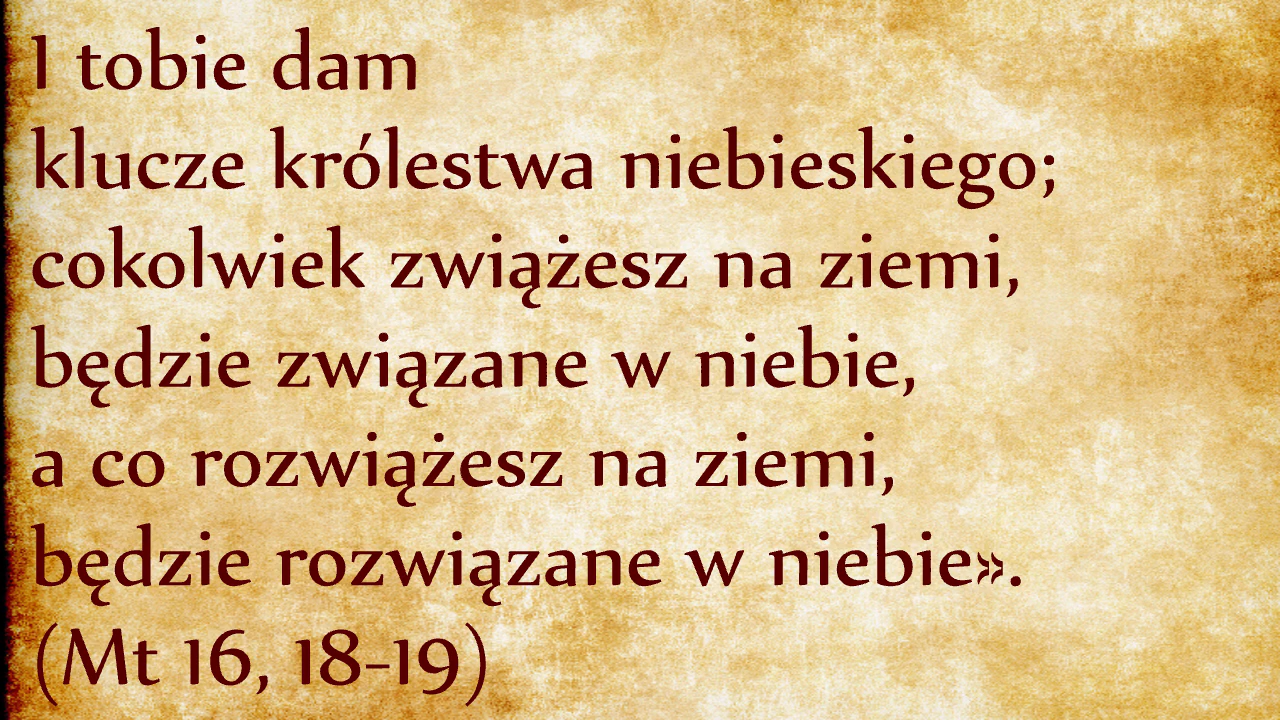 I tobie dam
klucze królestwa niebieskiego;
cokolwiek zwiążesz na ziemi,
będzie związane w niebie,
a co rozwiążesz na ziemi,
będzie rozwiązane w niebie».
(Mt 16, 18-19)